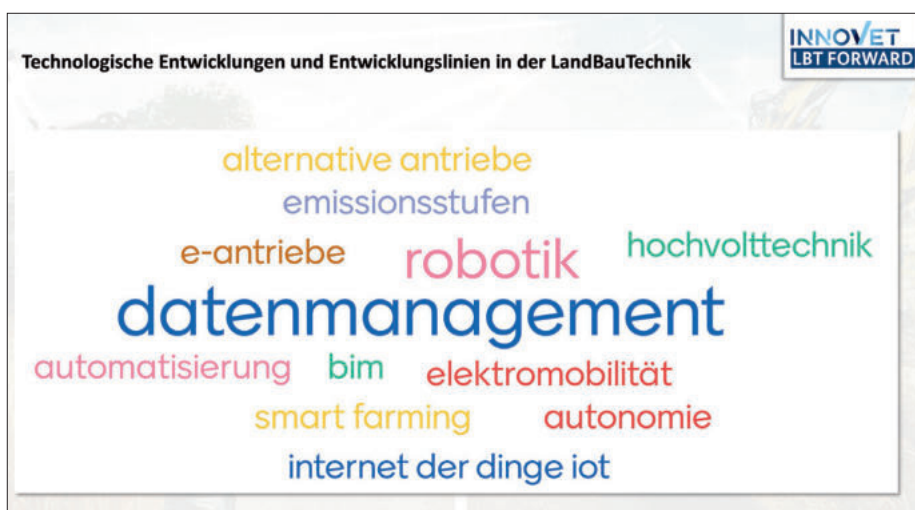 Technologische Entwicklungen und Entwicklungslinien in der LandBauTechnik
INNOVET
LBT FORWARD
alternative antriebe
emissionsstufen
e-antriebe
robotik
hochvolttechnik
datenmanagement
automatisierung
bim
elektromobilität
smart farming
autonomie
internet der dinge iot